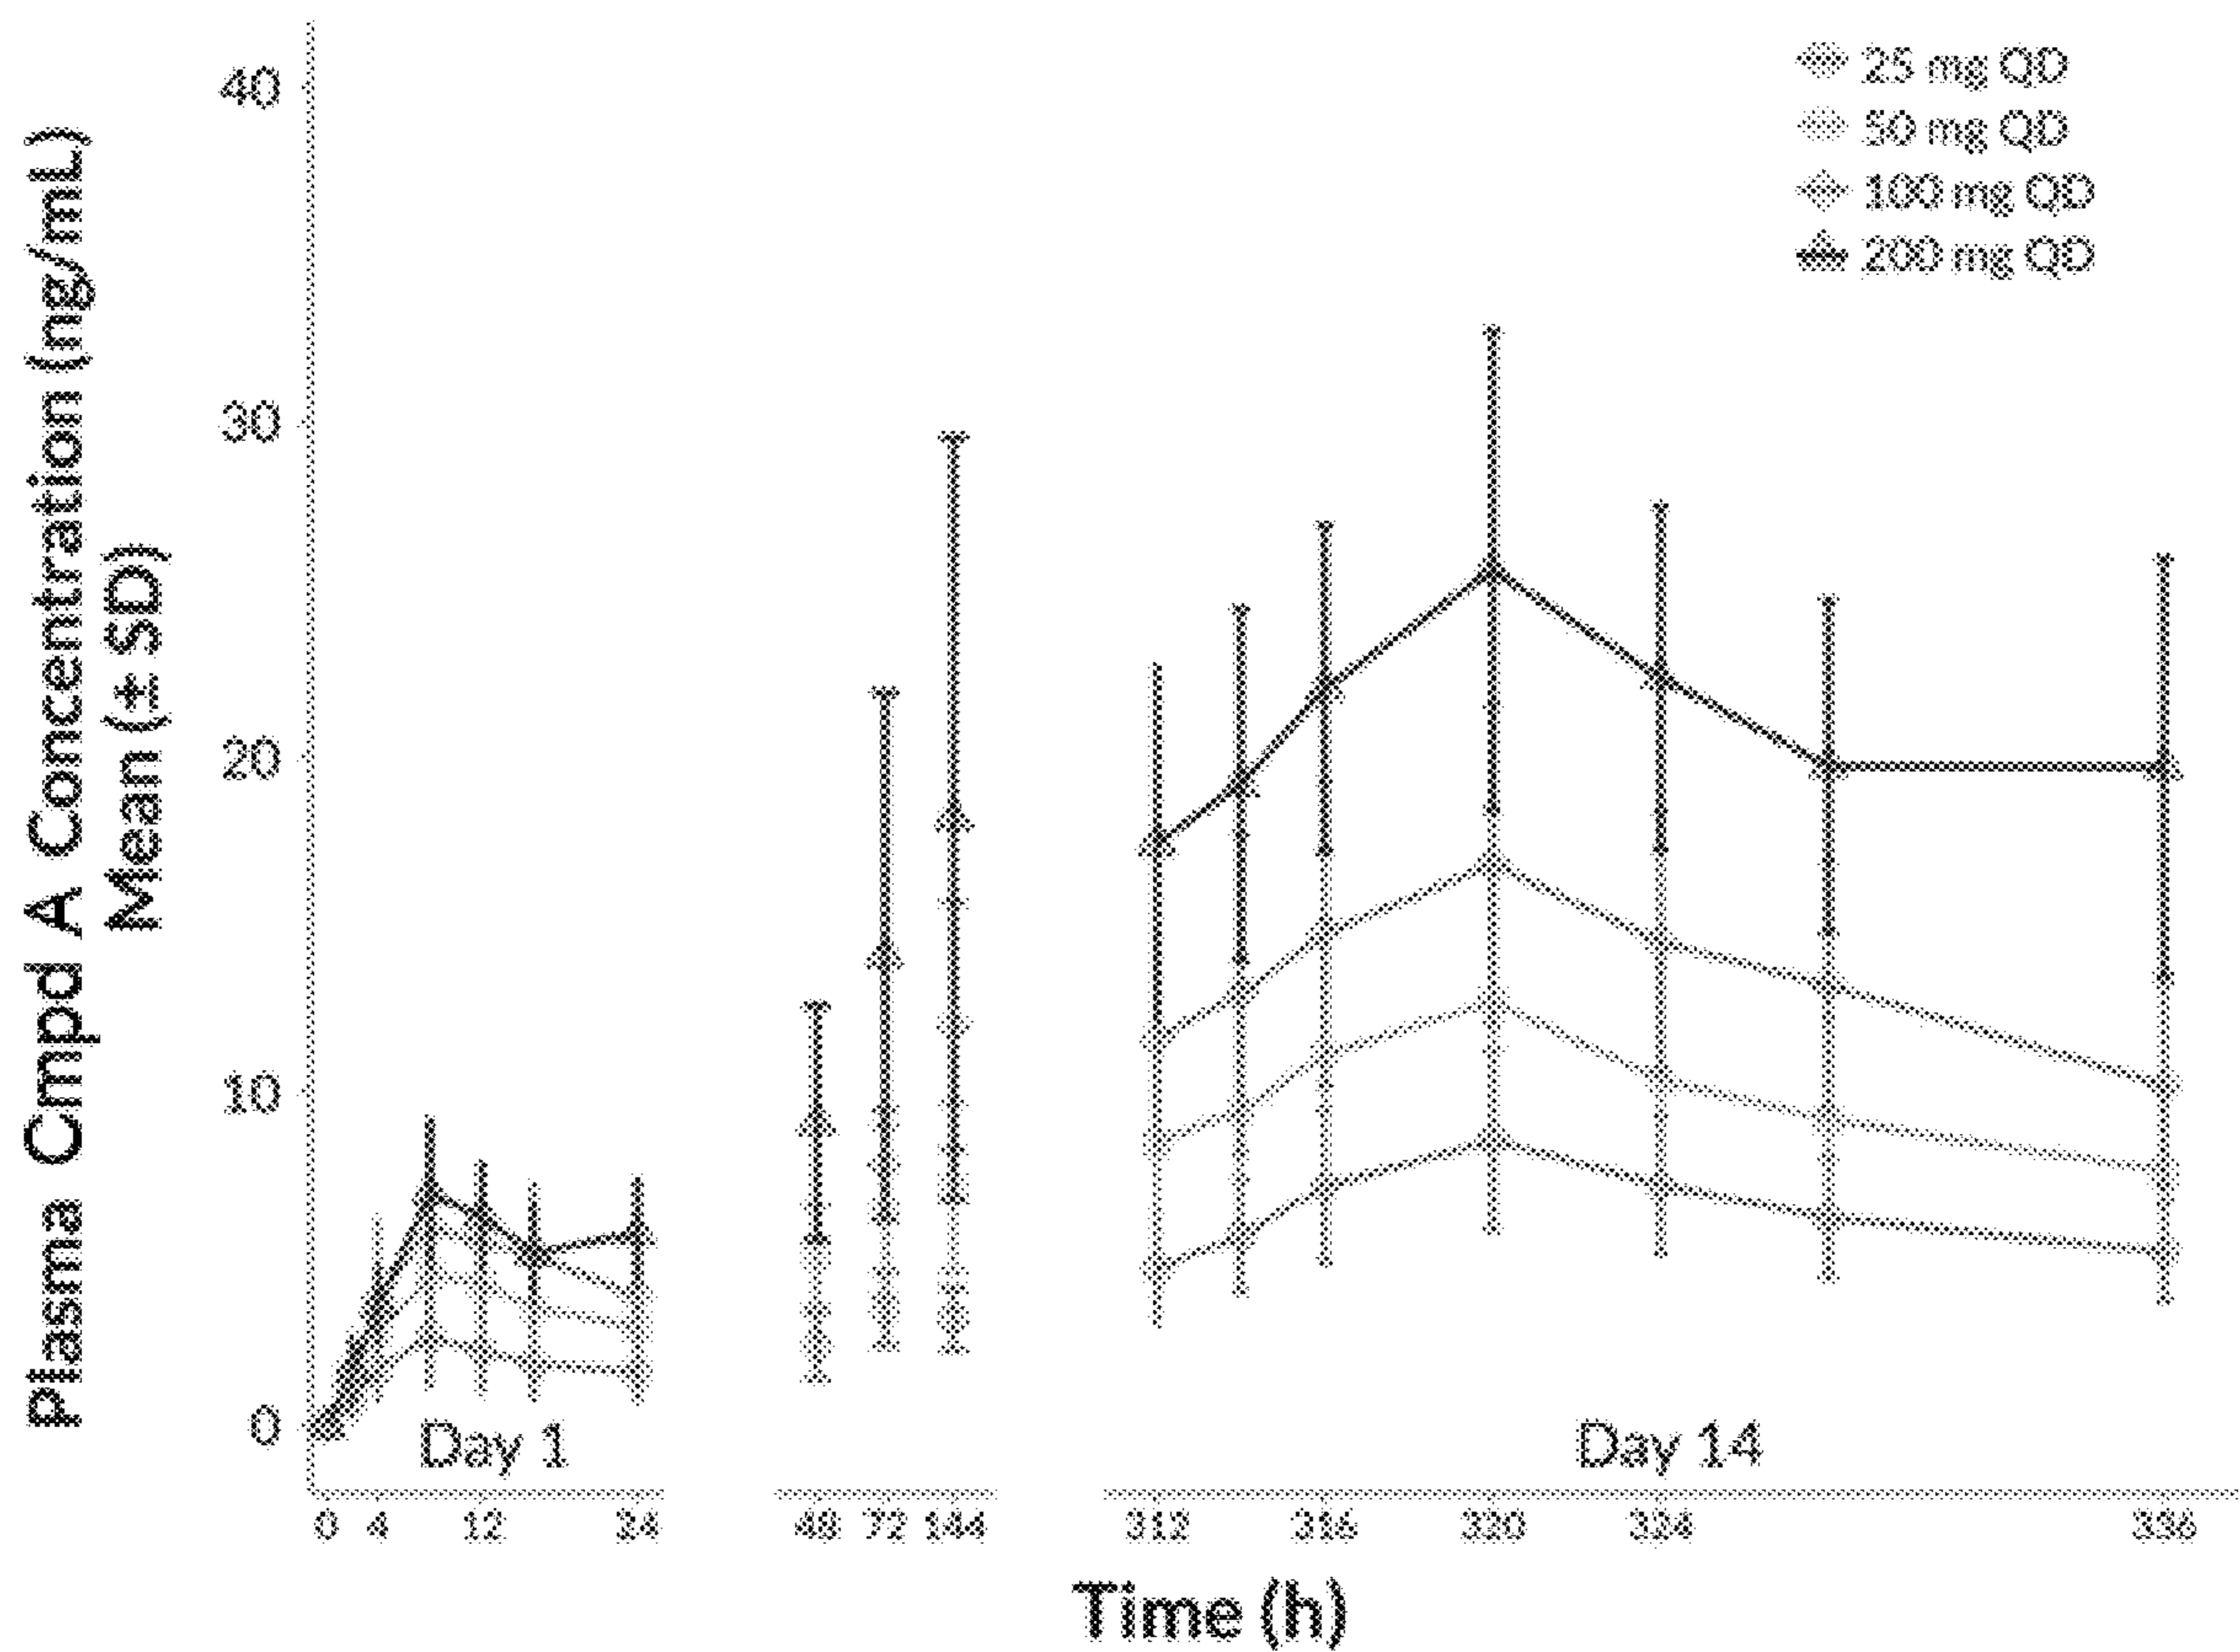 Plasma Cmpd A Concentration (ng/mL)
Mean (± SD)
40
30
20
10
0
25 mg QD
50 mg QD
100 mg QD
200 mg QD
Day 1
Day 14
0 4 12 24 48 72 144 312 316 320 324 336
Time (h)